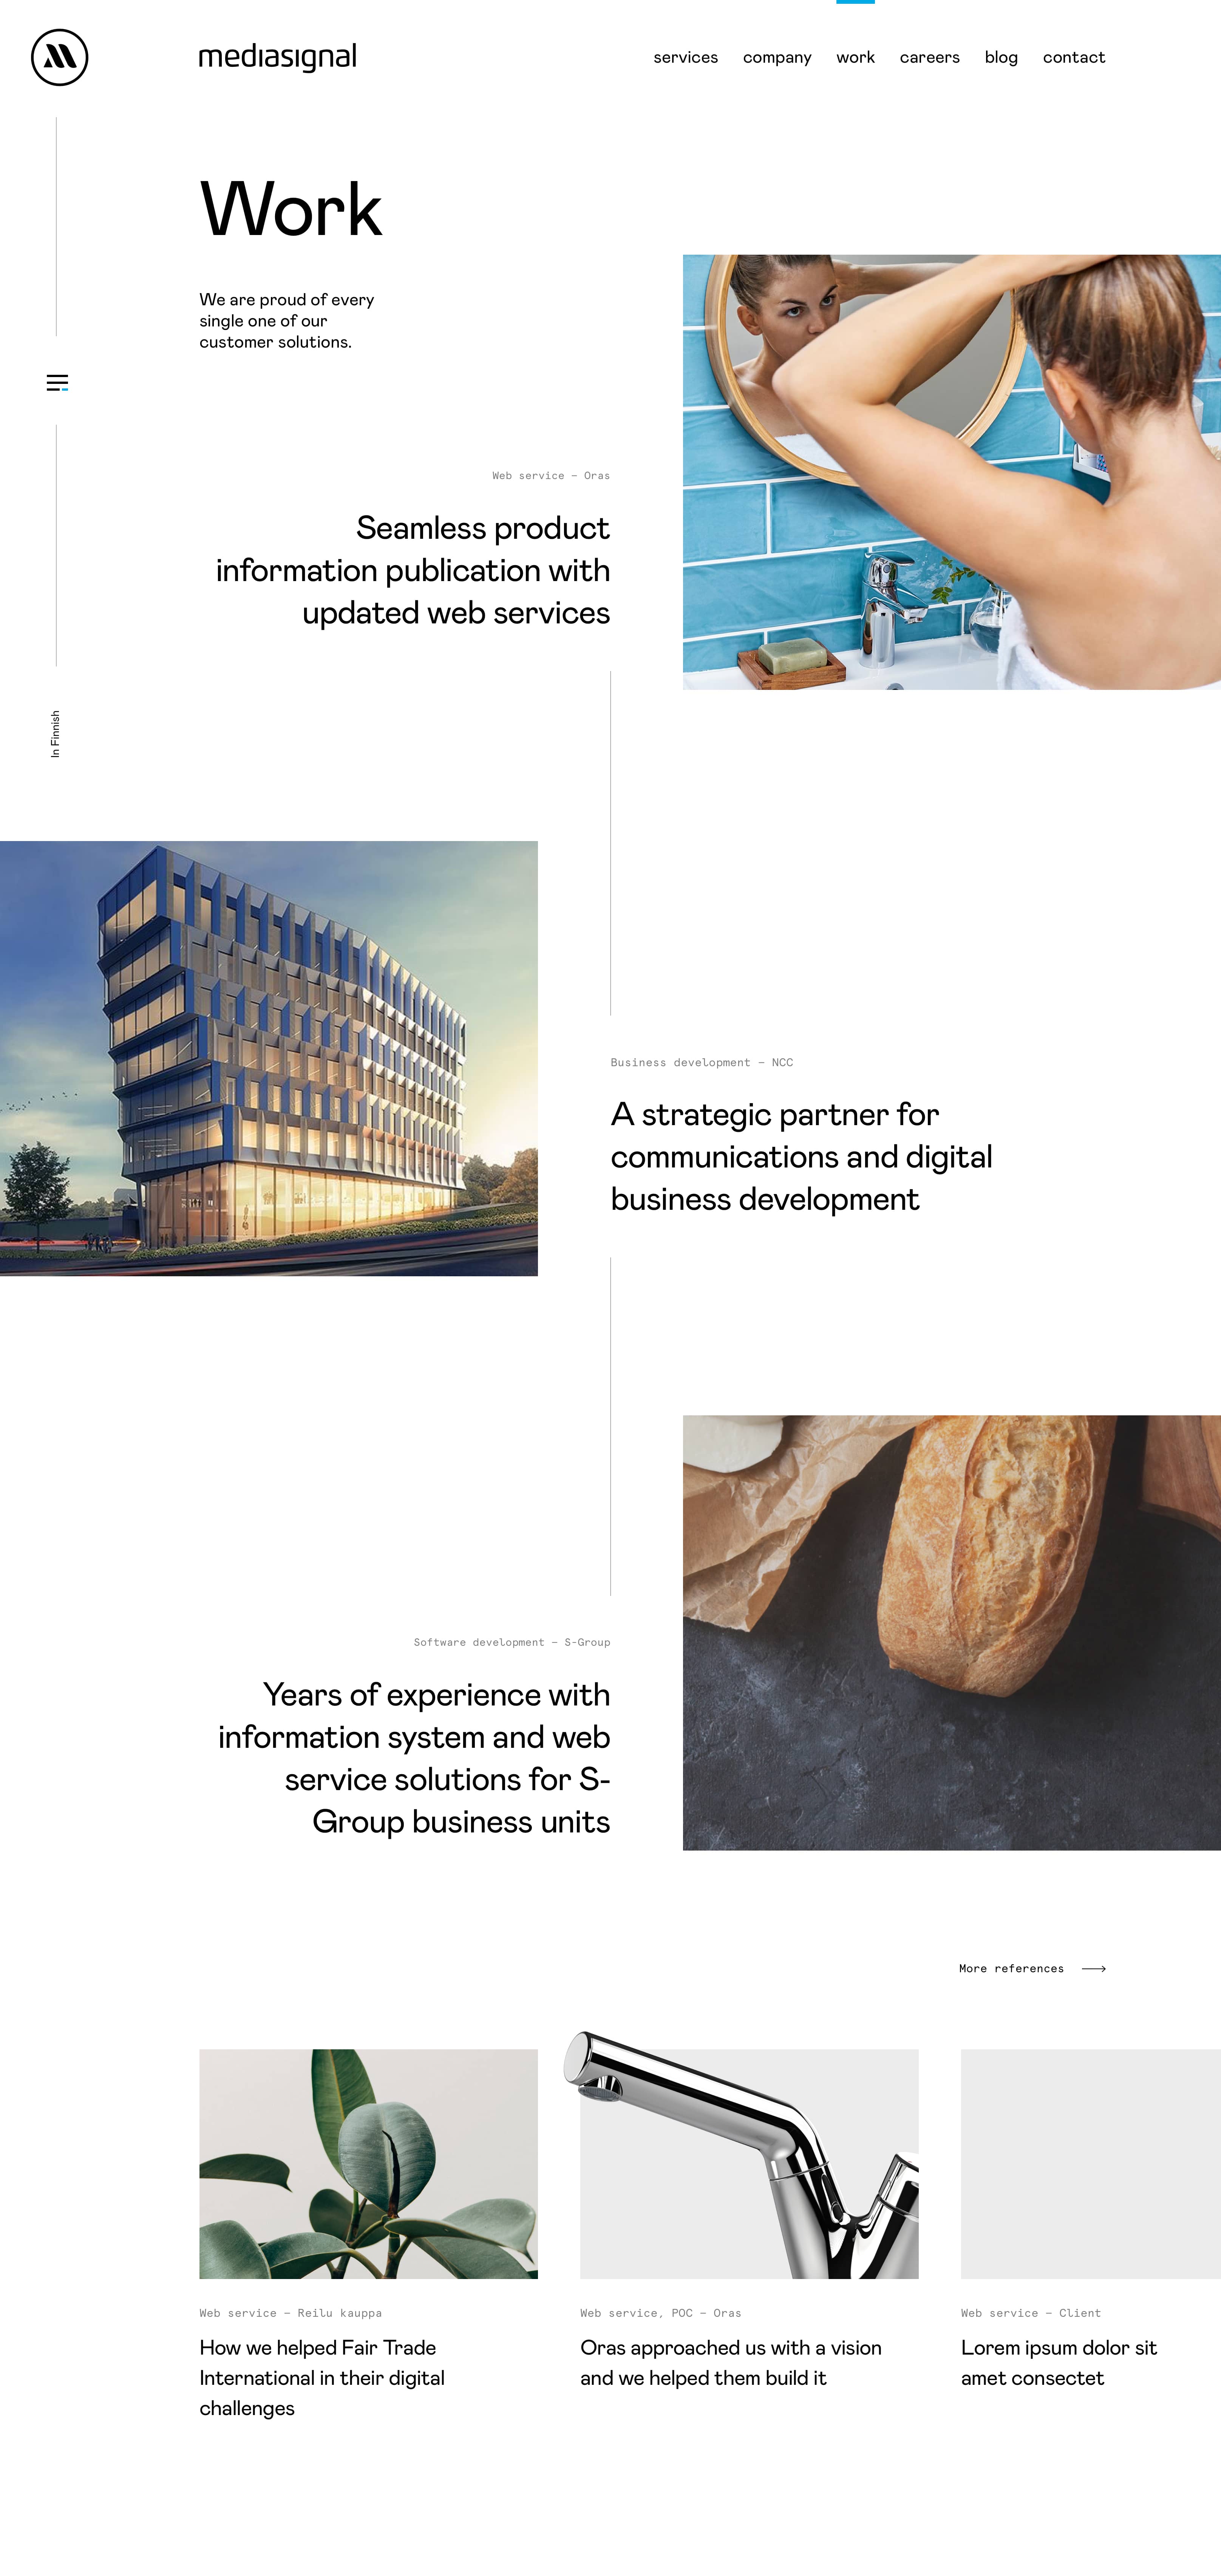 mediasignal
services company work careers blog contact
Work
We are proud of every
single one of our
customer solutions.
Web service – Oras
Seamless product
information publication with
updated web services
In Finnish
Business development – NCC
A strategic partner for
communications and digital
business development
Software development – S-Group
Years of experience with
information system and web
service solutions for S-
Group business units
More references
Web service – Reilu kauppa
How we helped Fair Trade
International in their digital
challenges
Web service, POC – Oras
Oras approached us with a vision
and we helped them build it
Web service – Client
Lorem ipsum dolor sit
amet consectet